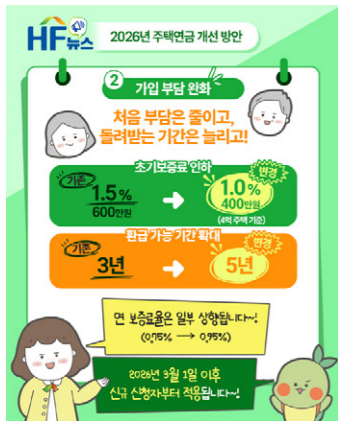 HF뉴스
2026년 주택연금 개선 방안
2 가입 부담 완화
처음 부담은 줄이고,
돌려받는 기간은 늘리고!
초기보증료 인하
기존
1.5%
600만원
변경
1.0%
400만원
(4억 주택 기준)
환급 가능 기간 확대
기존
3년
변경
5년
연 보증료율은 일부 상향됩니다~!
(0.75% → 0.95%)
2026년 3월 1일 이후
신규 신청자부터 적용됩니다~!